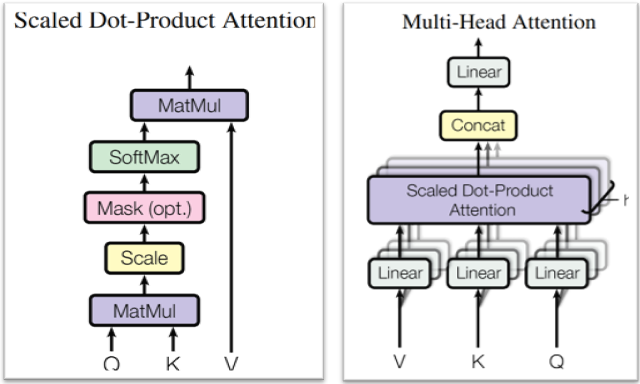 Scaled Dot-Product Attention
MatMul
SoftMax
Mask (opt.)
Scale
MatMul
Q K V
Multi-Head Attention
Linear
Concat
Scaled Dot-Product
Attention
Linear Linear Linear
V K Q